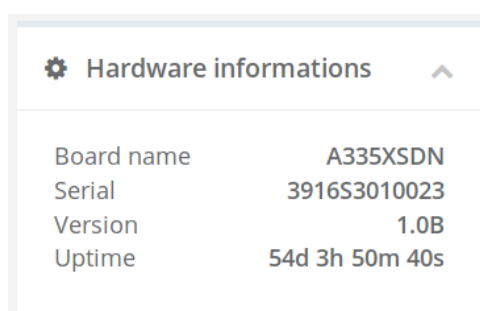 Hardware informations
Board name A335XSDN
Serial 3916S3010023
Version 1.0B
Uptime 54d 3h 50m 40s